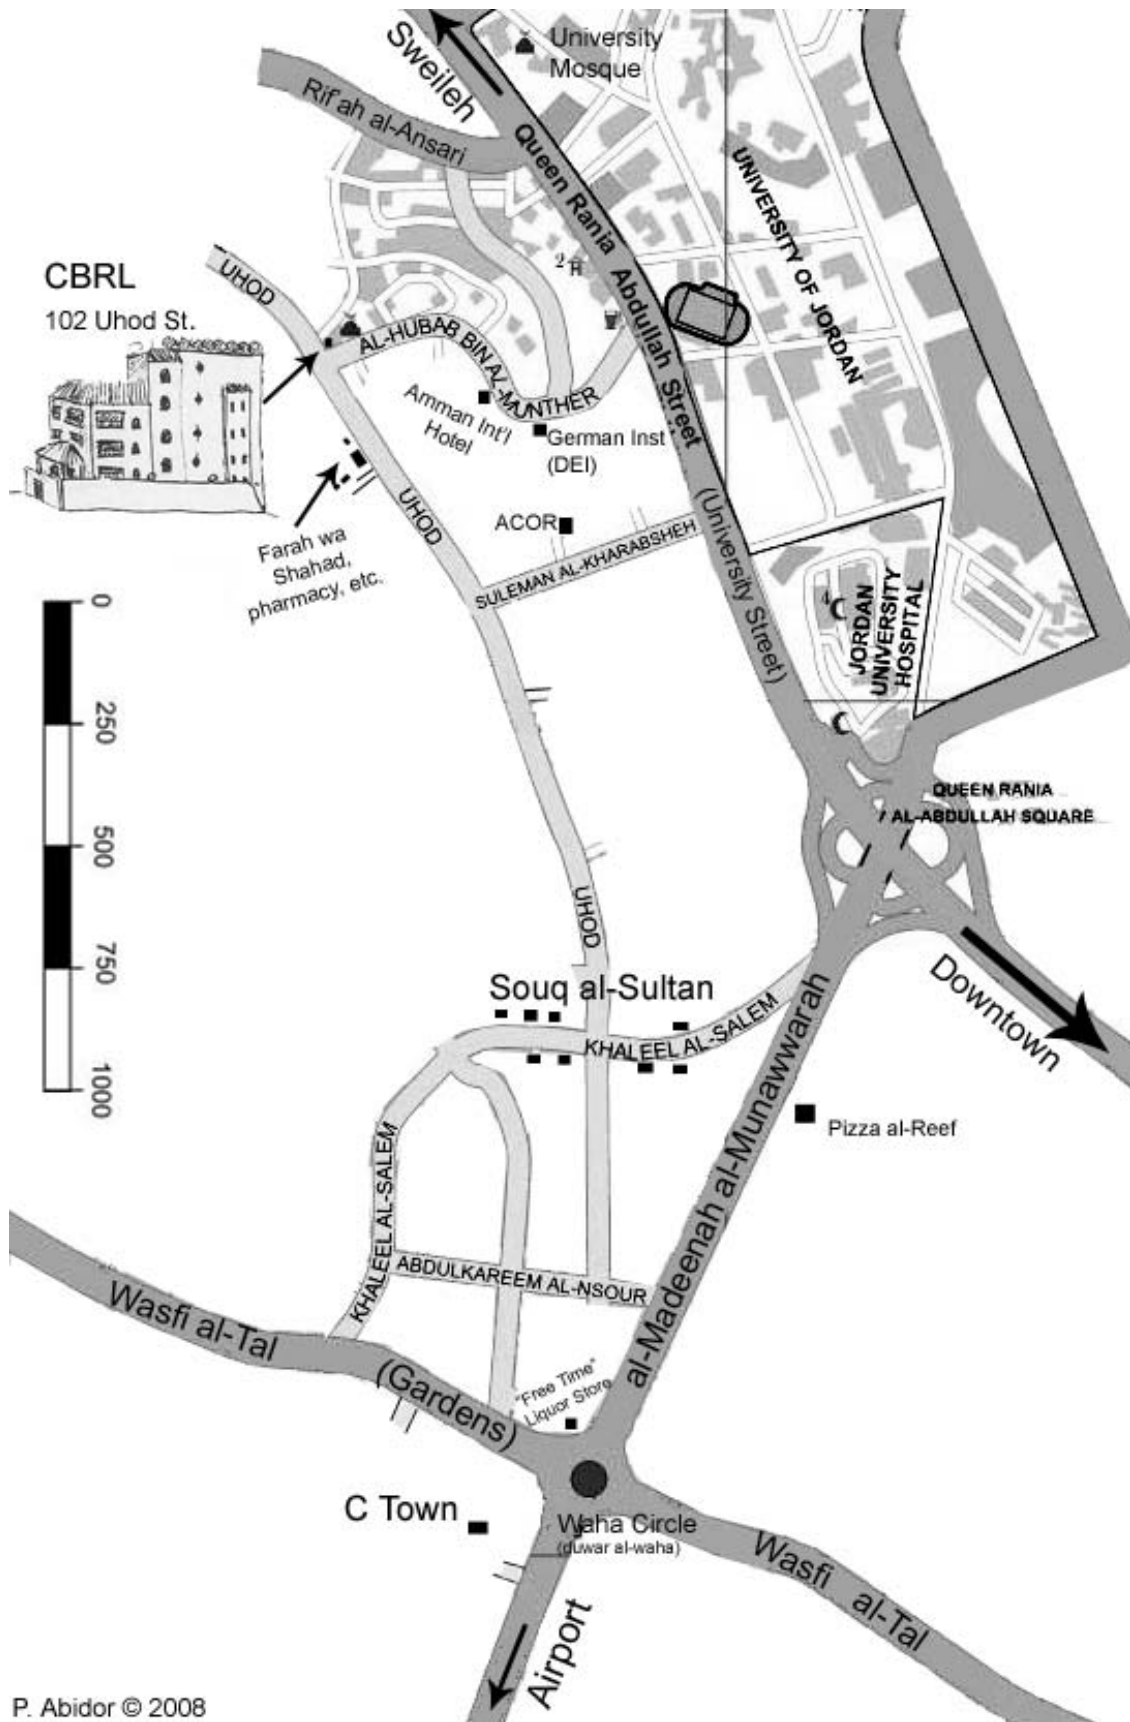 Sweileh
University
Mosque
Rif'ah al-Ansari
Queen Rania Abdullah Street
(University Street)
UNIVERSITY OF JORDAN
2
UHOD
CBRL
102 Uhod St.
AL-HUBAB BIN AL-MUNTHER
Amman Int'l
Hotel
German Inst
(DEI)
UHOD
ACOR
SULEMAN AL-KHARABSHEH
Farah wa
Shahad,
pharmacy, etc.
4
JORDAN
UNIVERSITY
HOSPITAL
0
250
500
750
1000
QUEEN RANIA
AL-ABDULLAH SQUARE
UHOD
Souq al-Sultan
KHALEEL AL-SALEM
Downtown
al-Madeenah al-Munawwarah
Pizza al-Reef
KHALEEL AL-SALEM
ABDULKAREEM AL-NSOUR
Wasfi al-Tal
(Gardens)
"Free Time"
Liquor Store
C Town
Waha Circle
(duwar al-waha)
Wasfi al-Tal
Airport
P. Abidor © 2008